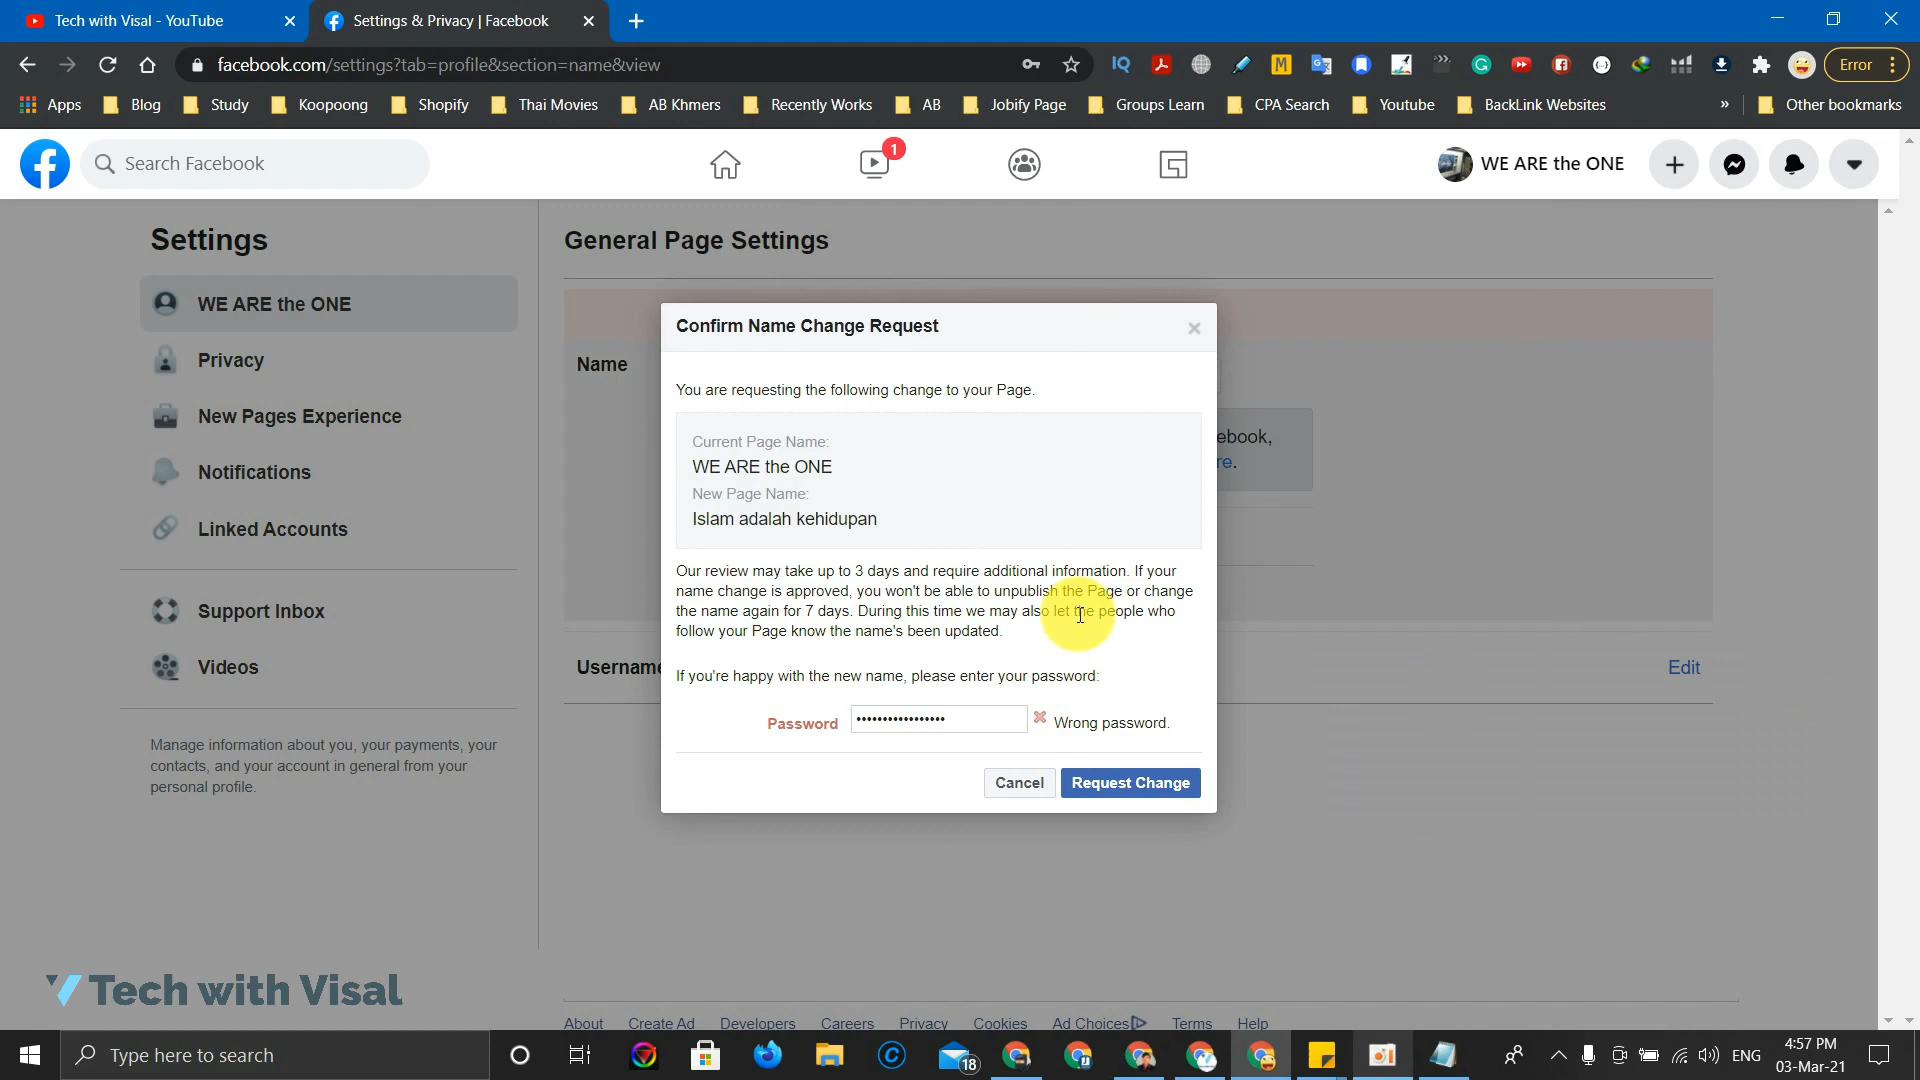 Tech with Visal - YouTube
Settings & Privacy | Facebook
facebook.com/settings?tab=profile&section=name&view
Error
Apps
Blog
Study
Koopoong
Shopify
Thai Movies
AB Khmers
Recently Works
AB
Jobify Page
Groups Learn
CPA Search
Youtube
BackLink Websites
»
Other bookmarks
Search Facebook
1
WE ARE the ONE
Settings
WE ARE the ONE
Privacy
New Pages Experience
Notifications
Linked Accounts
Support Inbox
Videos
Manage information about you, your payments, your
contacts, and your account in general from your
personal profile.
General Page Settings
Name
ebook,
re.
Username
Edit
Confirm Name Change Request
You are requesting the following change to your Page.
Current Page Name:
WE ARE the ONE
New Page Name:
Islam adalah kehidupan
Our review may take up to 3 days and require additional information. If your
name change is approved, you won't be able to unpublish the Page or change
the name again for 7 days. During this time we may also let the people who
follow your Page know the name's been updated.
If you're happy with the new name, please enter your password:
Password
Wrong password.
Cancel
Request Change
Tech with Visal
About
Create Ad
Developers
Careers
Privacy
Cookies
Ad Choices
Terms
Help
Type here to search
18
ENG
4:57 PM
03-Mar-21